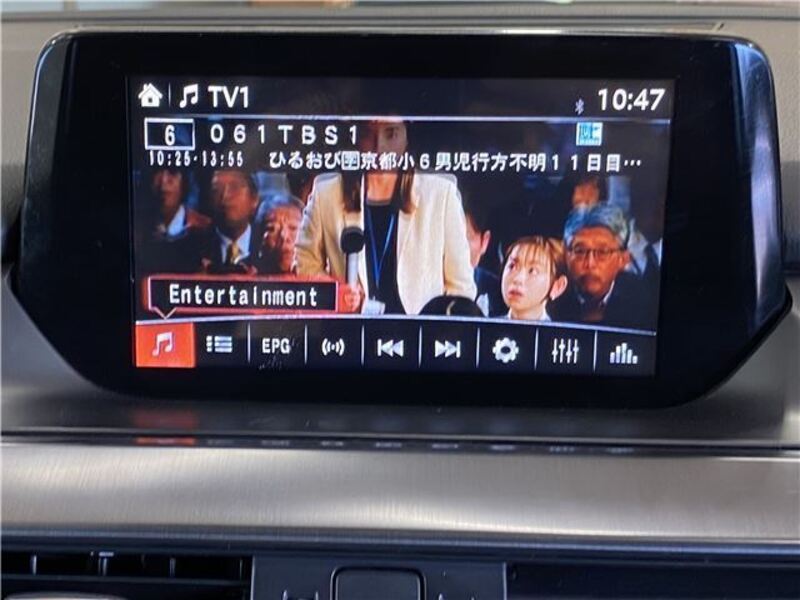 TV1 10:47
6 061TBS1
10:25-13:55 ひるおび🈑京都小6男児行方不明11日目…
Entertainment
EPG